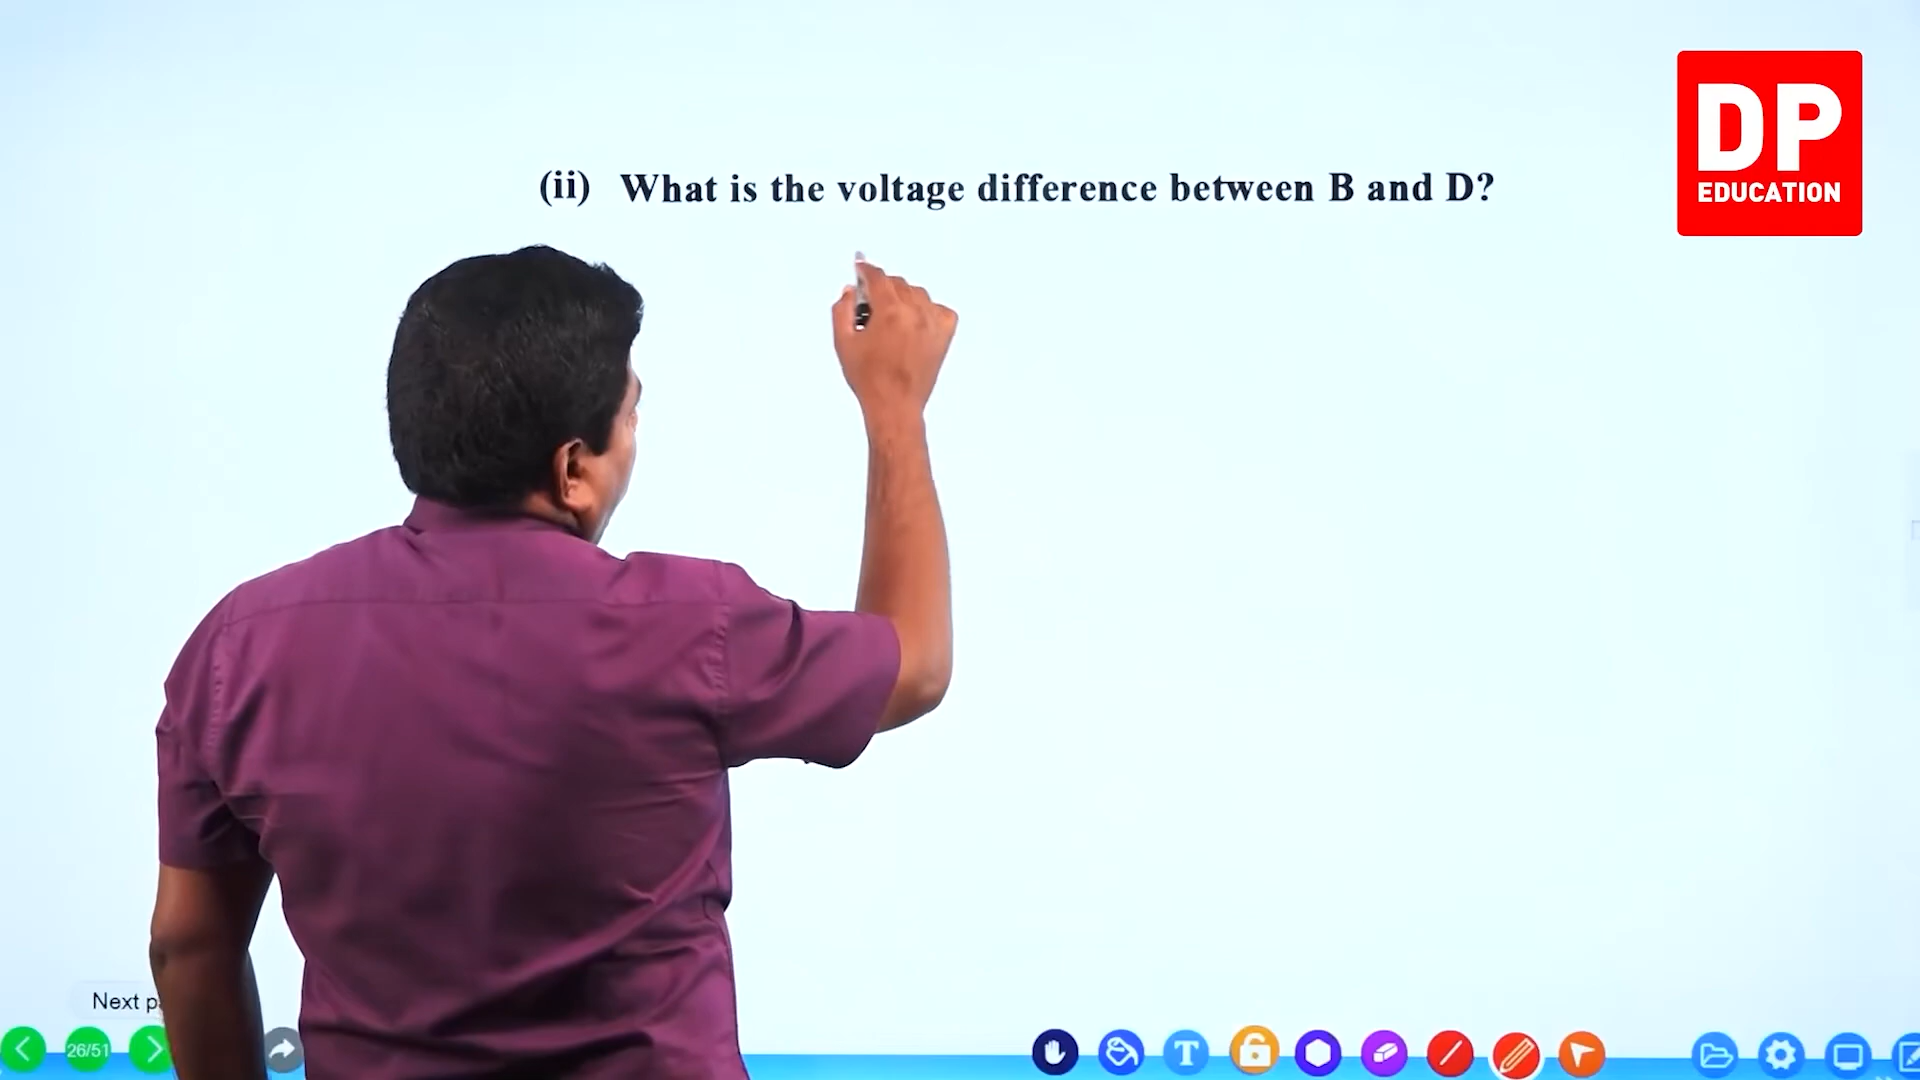 DP
EDUCATION
(ii) What is the voltage difference between B and D?
Next
26/51
T